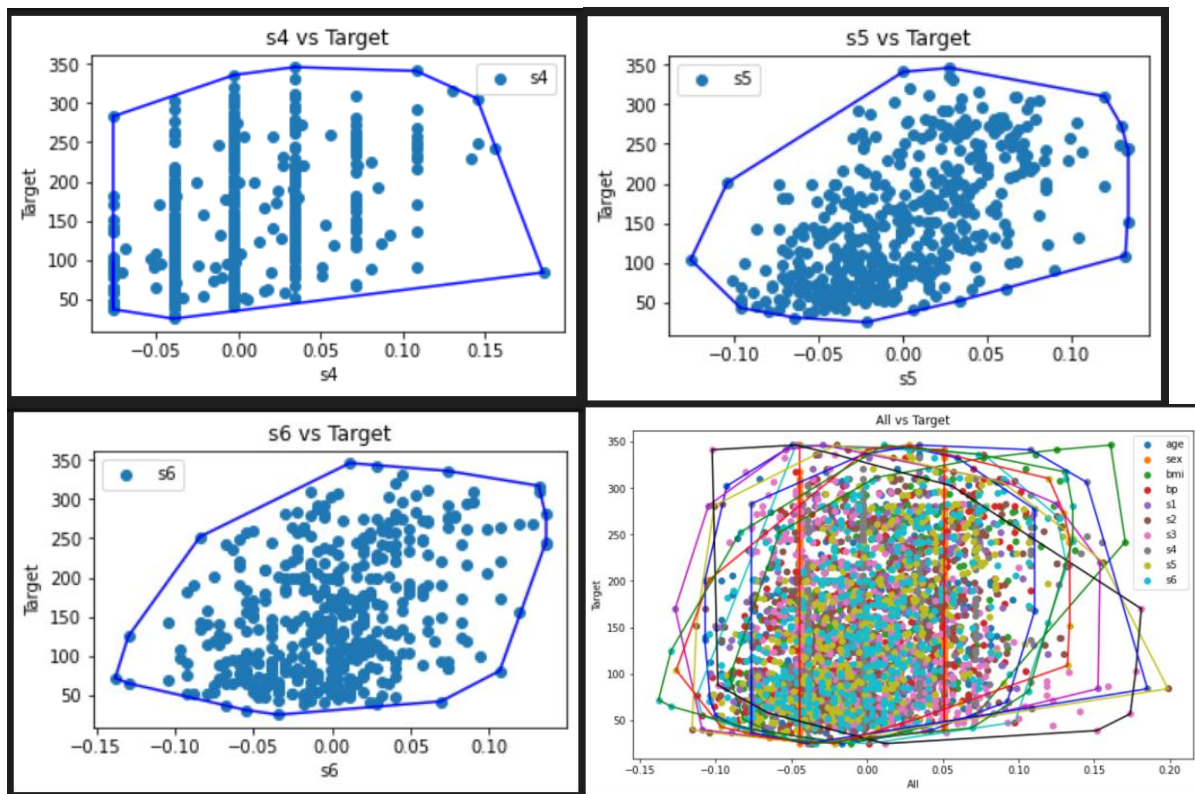 s4 vs Target
s4
350
300
250
200
150
100
50
Target
−0.05
0.00
0.05
0.10
0.15
s4
s5 vs Target
s5
350
300
250
200
150
100
50
Target
−0.10
−0.05
0.00
0.05
0.10
s5
s6 vs Target
s6
350
300
250
200
150
100
50
Target
−0.15
−0.10
−0.05
0.00
0.05
0.10
s6
All vs Target
age
sex
bmi
bp
s1
s2
s3
s4
s5
s6
350
300
250
200
150
100
50
Target
−0.15
−0.10
−0.05
0.00
0.05
0.10
0.15
0.20
All